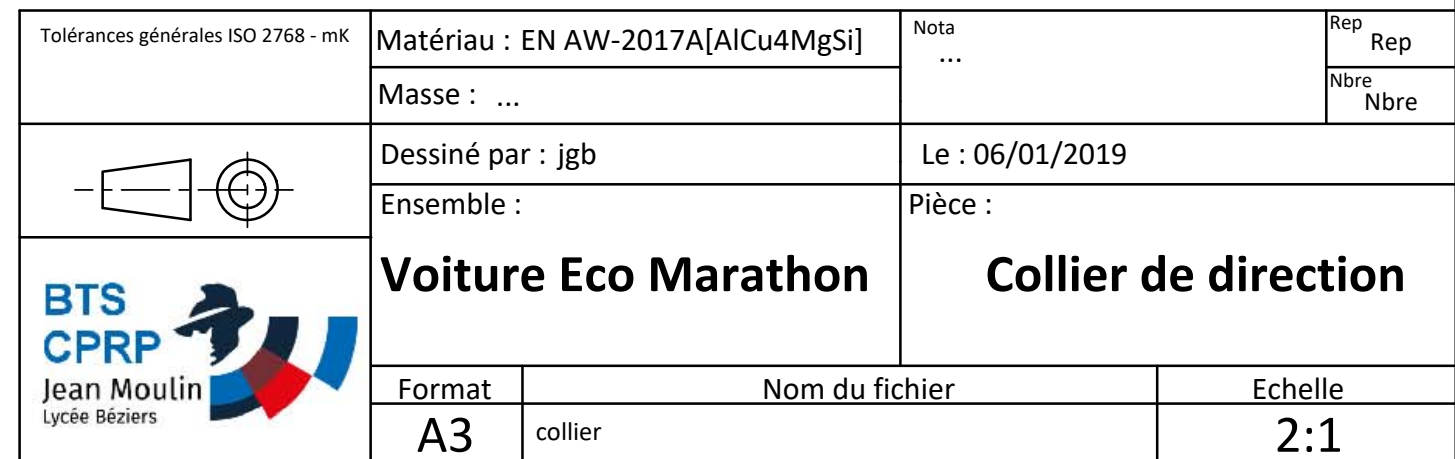 Tolérances générales ISO 2768 - mK
Matériau : EN AW-2017A[AlCu4MgSi]
Nota
...
Rep
Rep
Masse : ...
Nbre
Nbre
Dessiné par : jgb
Le : 06/01/2019
Ensemble :
Pièce :
Voiture Eco Marathon
Collier de direction
BTS
CPRP
Jean Moulin
Lycée Béziers
Format
Nom du fichier
Echelle
A3
collier
2:1